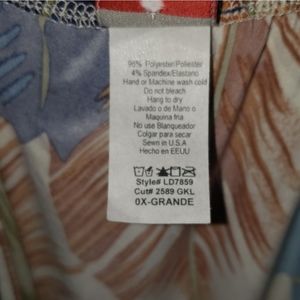 96% Polyester/Poliester
4% Spandex/Elastano
Hand or Machine wash cold
Do not bleach
Hang to dry
Lavado o de Mano o
Maquina fria
No use Blanqueador
Colgar para secar
Sewn in U.S.A
Hecho en EEUU
Style# LD7859
Cut# 2589 GKL
0X-GRANDE